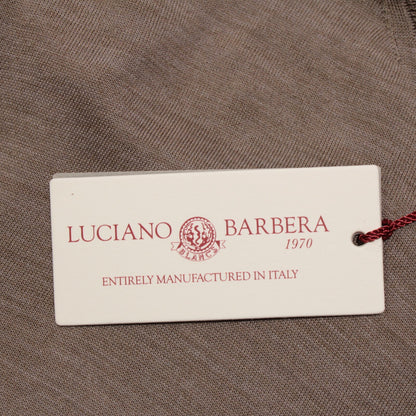 LUCIANO BARBERA
1970
ENTIRELY MANUFACTURED IN ITALY